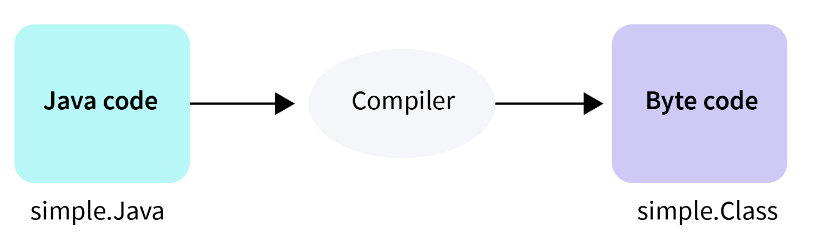 Java code
Compiler
Byte code
simple.Java
simple.Class